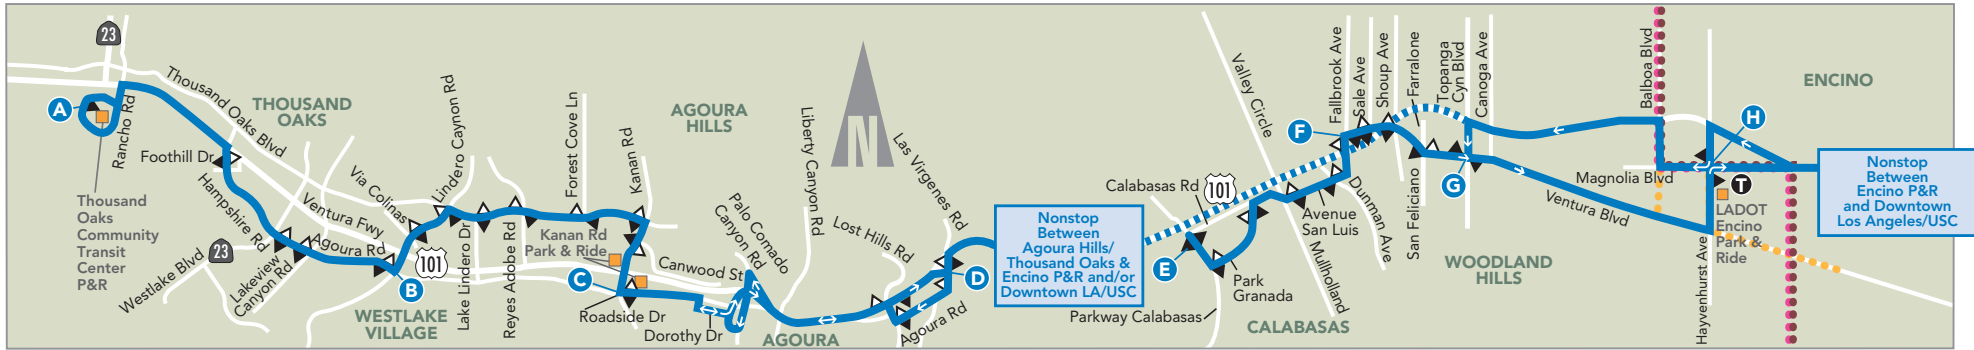 23
A
Rancho Rd
Thousand Oaks Blvd
THOUSAND
OAKS
Foothill Dr
Thousand
Oaks
Community
Transit
Center
P&R
Hampshire Rd
Ventura Fwy
Via Colinas
Lindero Caynon Rd
Agoura Rd
Westlake Blvd
23
Lakeview
Canyon Rd
101
B
WESTLAKE
VILLAGE
Lake Lindero Dr
Reyes Adobe Rd
Forest Cove Ln
Kanan Rd
AGOURA
HILLS
Kanan Rd
Park & Ride
C
Roadside Dr
Dorothy Dr
Canwood St
Palo Comado
Canyon Rd
AGOURA
Liberty Canyon Rd
N
Las Virgenes Rd
Lost Hills Rd
Agoura Rd
D
Nonstop
Between
Agoura Hills/
Thousand Oaks &
Encino P&R and/or
Downtown LA/USC
Calabasas Rd
101
E
Park
Granada
Parkway Calabasas
CALABASAS
Valley Circle
Mulholland
Avenue
San Luis
Dunman Ave
F
Fallbrook Ave
Sale Ave
Shoup Ave
Farralone
Topanga
Cyn Blvd
Canoga Ave
San Feliciano
G
WOODLAND
HILLS
Ventura Blvd
Magnolia Blvd
Balboa Blvd
Hayvenhurst Ave
H
T
LADOT
Encino
Park &
Ride
ENCINO
Nonstop
Between
Encino P&R
and Downtown
Los Angeles/USC